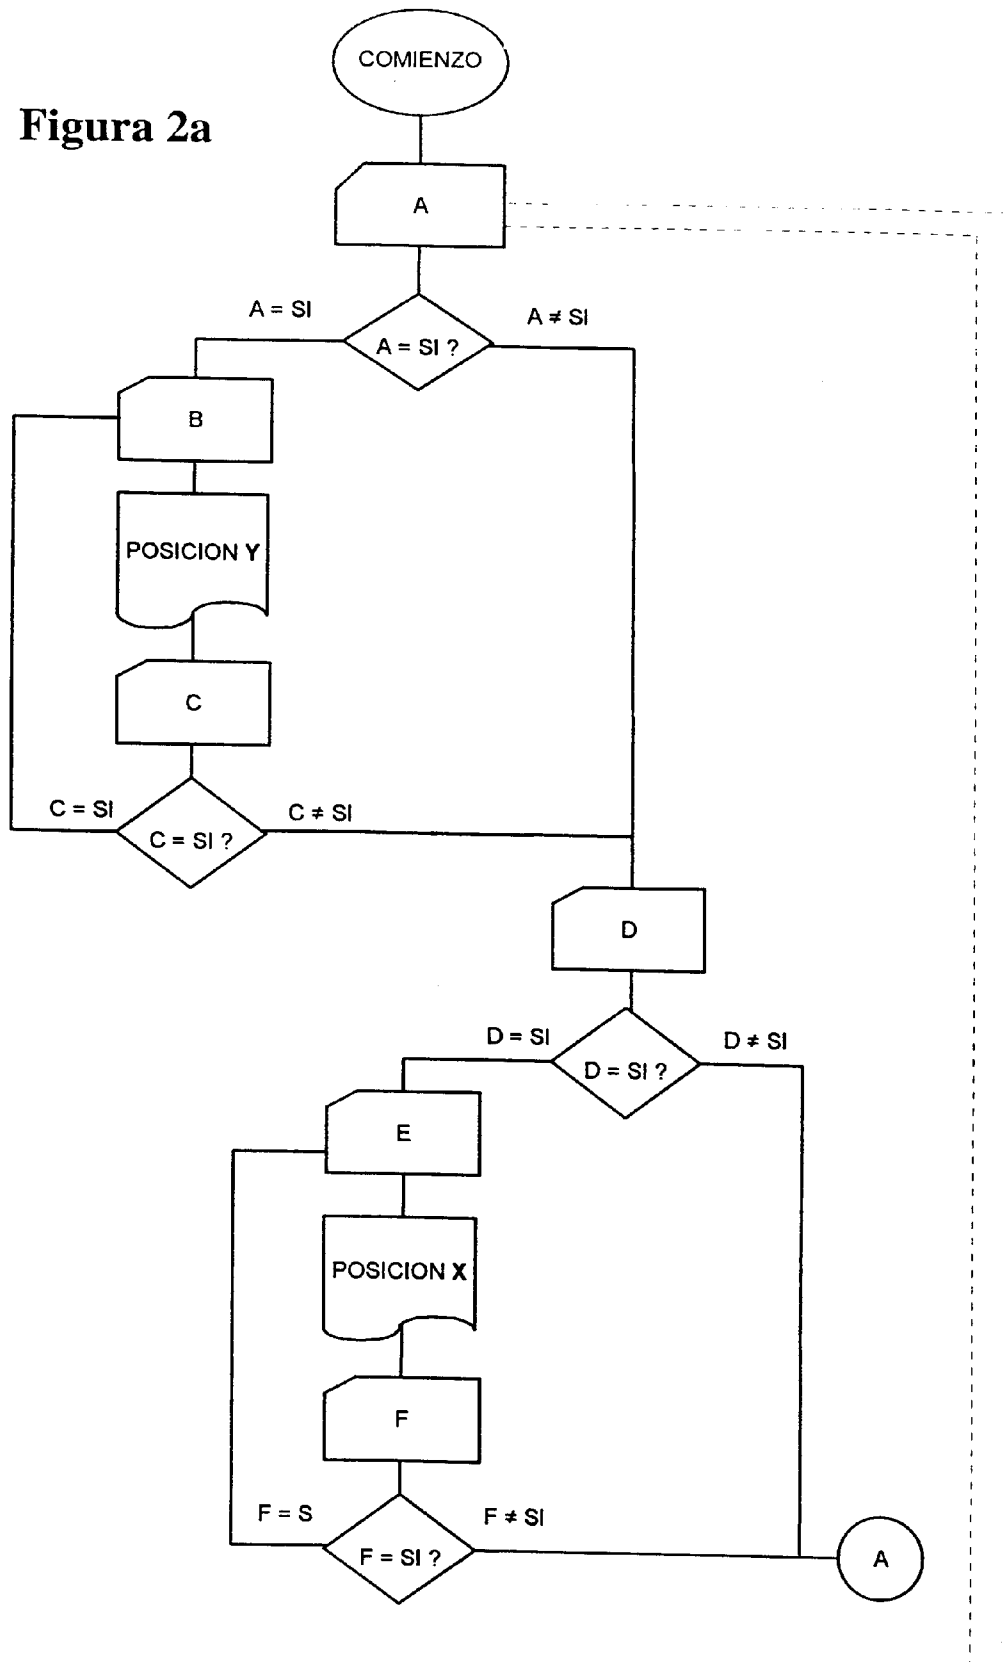 COMIENZO
Figura 2a
A
A = SI
A ≠ SI
A = SI ?
B
POSICION Y
C
C = SI
C ≠ SI
C = SI ?
D
D = SI
D ≠ SI
D = SI ?
E
POSICION X
F
F = S
F ≠ SI
F = SI ?
A